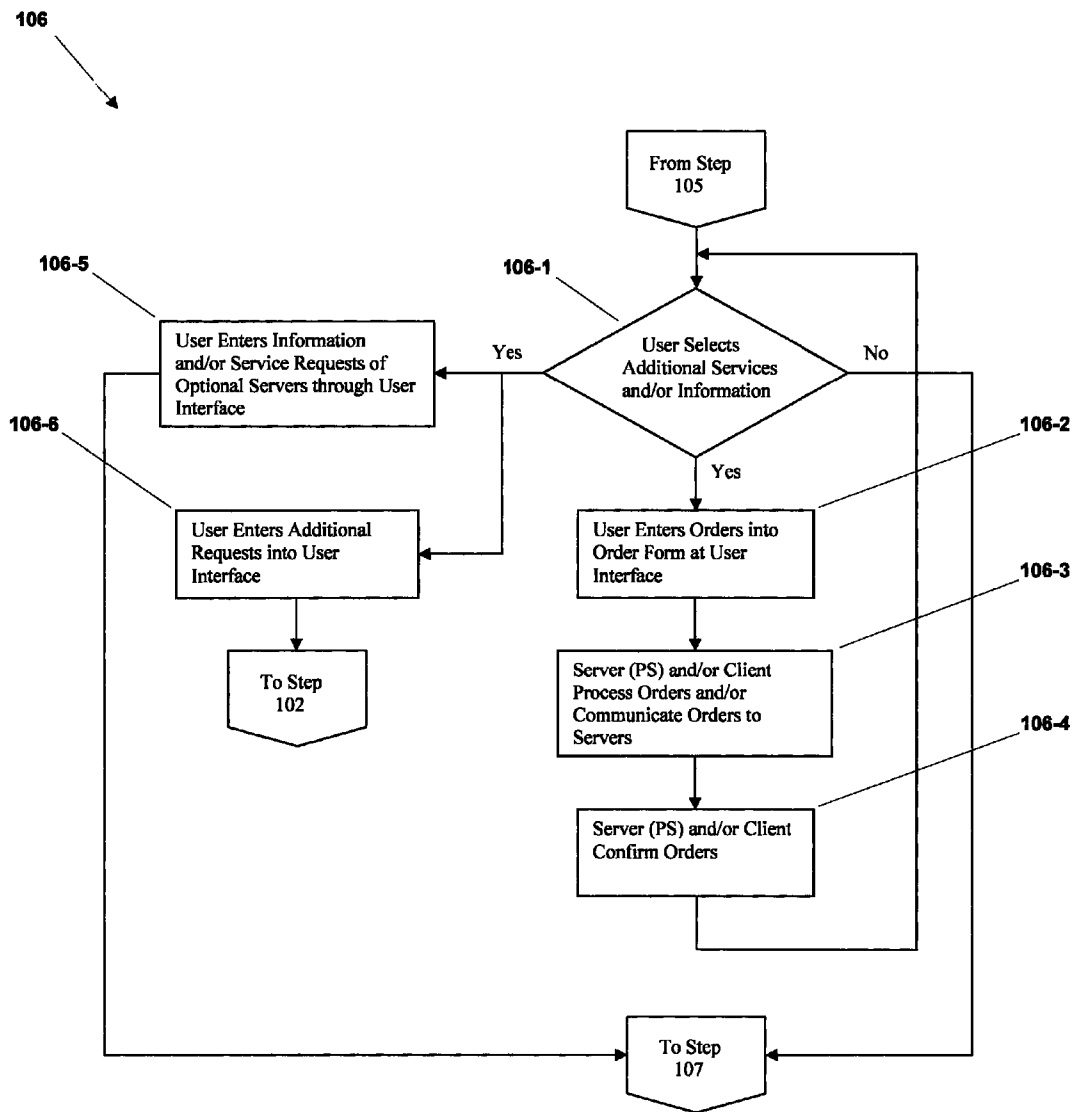 106
From Step
105
106-5
106-1
User Enters Information
and/or Service Requests of
Optional Servers through User
Interface
Yes
User Selects
Additional Services
and/or Information
No
106-6
106-2
Yes
User Enters Additional
Requests into User
Interface
User Enters Orders into
Order Form at User
Interface
106-3
To Step
102
Server (PS) and/or Client
Process Orders and/or
Communicate Orders to
Servers
106-4
Server (PS) and/or Client
Confirm Orders
To Step
107